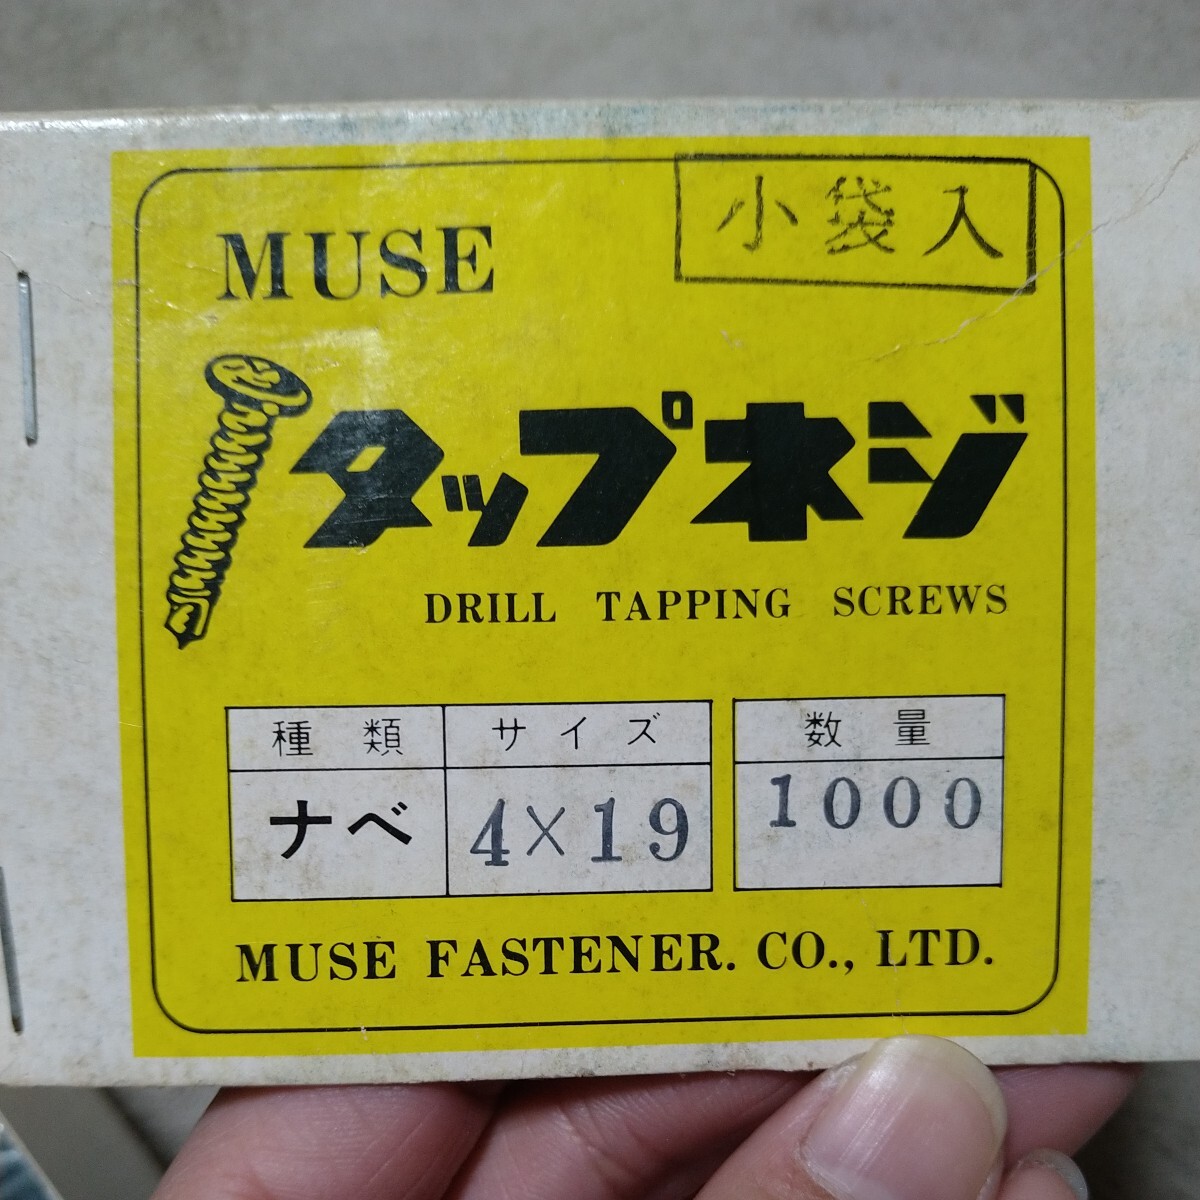 MUSE
小袋入
タップネジ
DRILL TAPPING SCREWS
種類 サイズ 数量
ナベ 4×19 1000
MUSE FASTENER. CO., LTD.